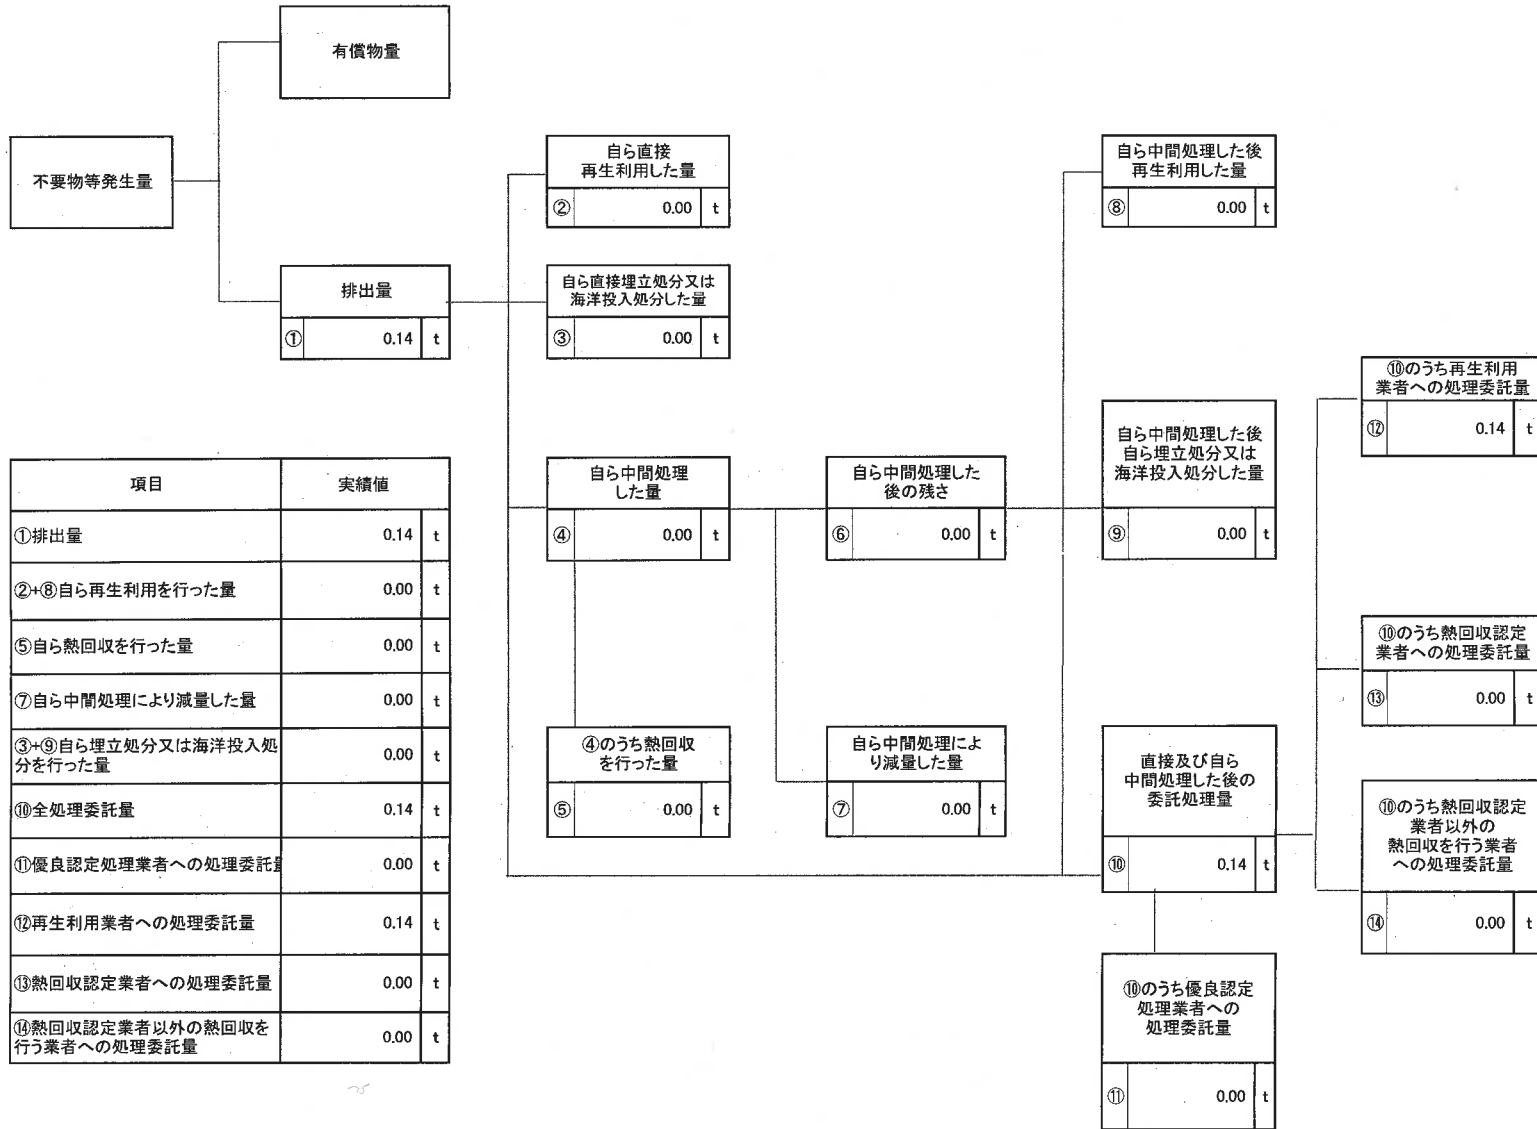 有償物量
不要物等発生量
排出量
① 0.14 t
自ら直接
再生利用した量
② 0.00 t
自ら直接埋立処分又は
海洋投入処分した量
③ 0.00 t
自ら中間処理
した量
④ 0.00 t
④のうち熱回収
を行った量
⑤ 0.00 t
自ら中間処理した
後の残さ
⑥ 0.00 t
自ら中間処理によ
り減量した量
⑦ 0.00 t
自ら中間処理した後
再生利用した量
⑧ 0.00 t
自ら中間処理した後
自ら埋立処分又は
海洋投入処分した量
⑨ 0.00 t
直接及び自ら
中間処理した後の
委託処理量
⑩ 0.14 t
⑩のうち優良認定
処理業者への
処理委託量
⑪ 0.00 t
⑩のうち再生利用
業者への処理委託量
⑫ 0.14 t
⑩のうち熱回収認定
業者への処理委託量
⑬ 0.00 t
⑩のうち熱回収認定
業者以外の
熱回収を行う業者
への処理委託量
⑭ 0.00 t
項目 実績値
①排出量 0.14 t
②+⑧自ら再生利用を行った量 0.00 t
⑤自ら熱回収を行った量 0.00 t
⑦自ら中間処理により減量した量 0.00 t
③+⑨自ら埋立処分又は海洋投入処
分を行った量 0.00 t
⑩全処理委託量 0.14 t
⑪優良認定処理業者への処理委託量 0.00 t
⑫再生利用業者への処理委託量 0.14 t
⑬熱回収認定業者への処理委託量 0.00 t
⑭熱回収認定業者以外の熱回収を
行う業者への処理委託量 0.00 t